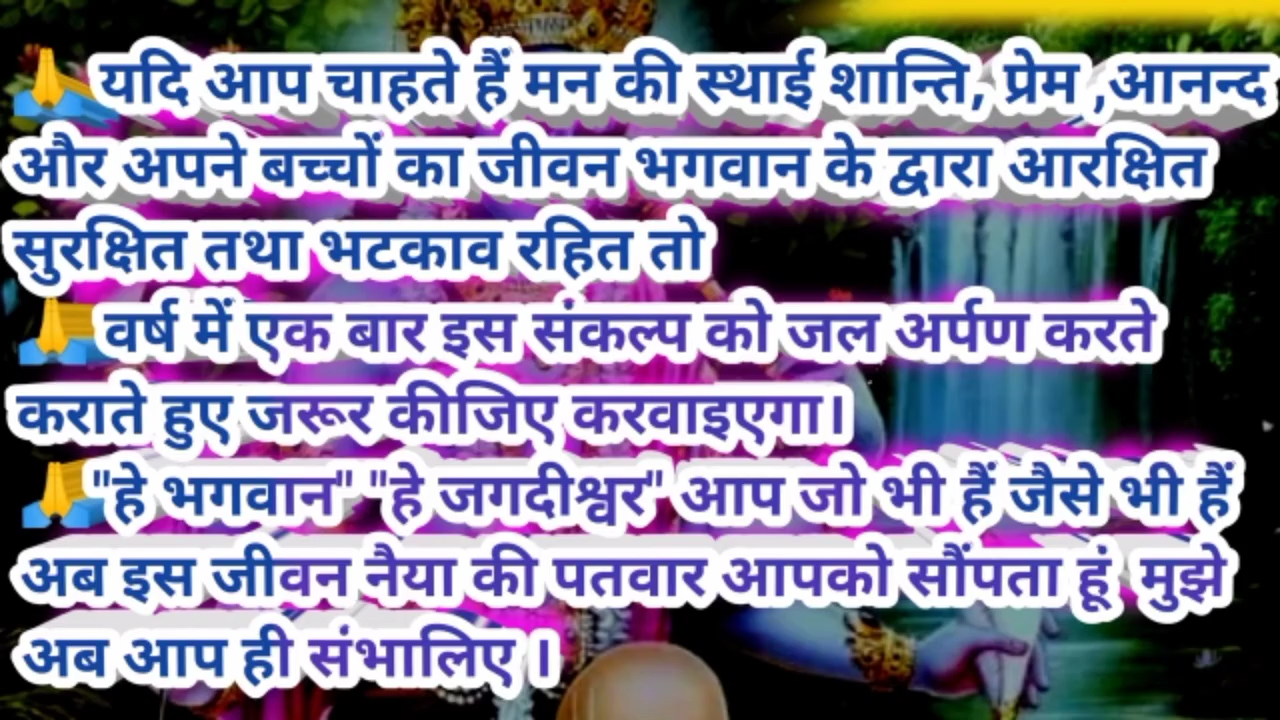 🙏 यदि आप चाहते हैं मन की स्थाई शान्ति, प्रेम ,आनन्द
और अपने बच्चों का जीवन भगवान के द्वारा आरक्षित
सुरक्षित तथा भटकाव रहित तो
🙏 वर्ष में एक बार इस संकल्प को जल अर्पण करते
कराते हुए जरूर कीजिए करवाइएगा।
🙏"हे भगवान" "हे जगदीश्वर" आप जो भी हैं जैसे भी हैं
अब इस जीवन नैया की पतवार आपको सौंपता हूं मुझे
अब आप ही संभालिए ।